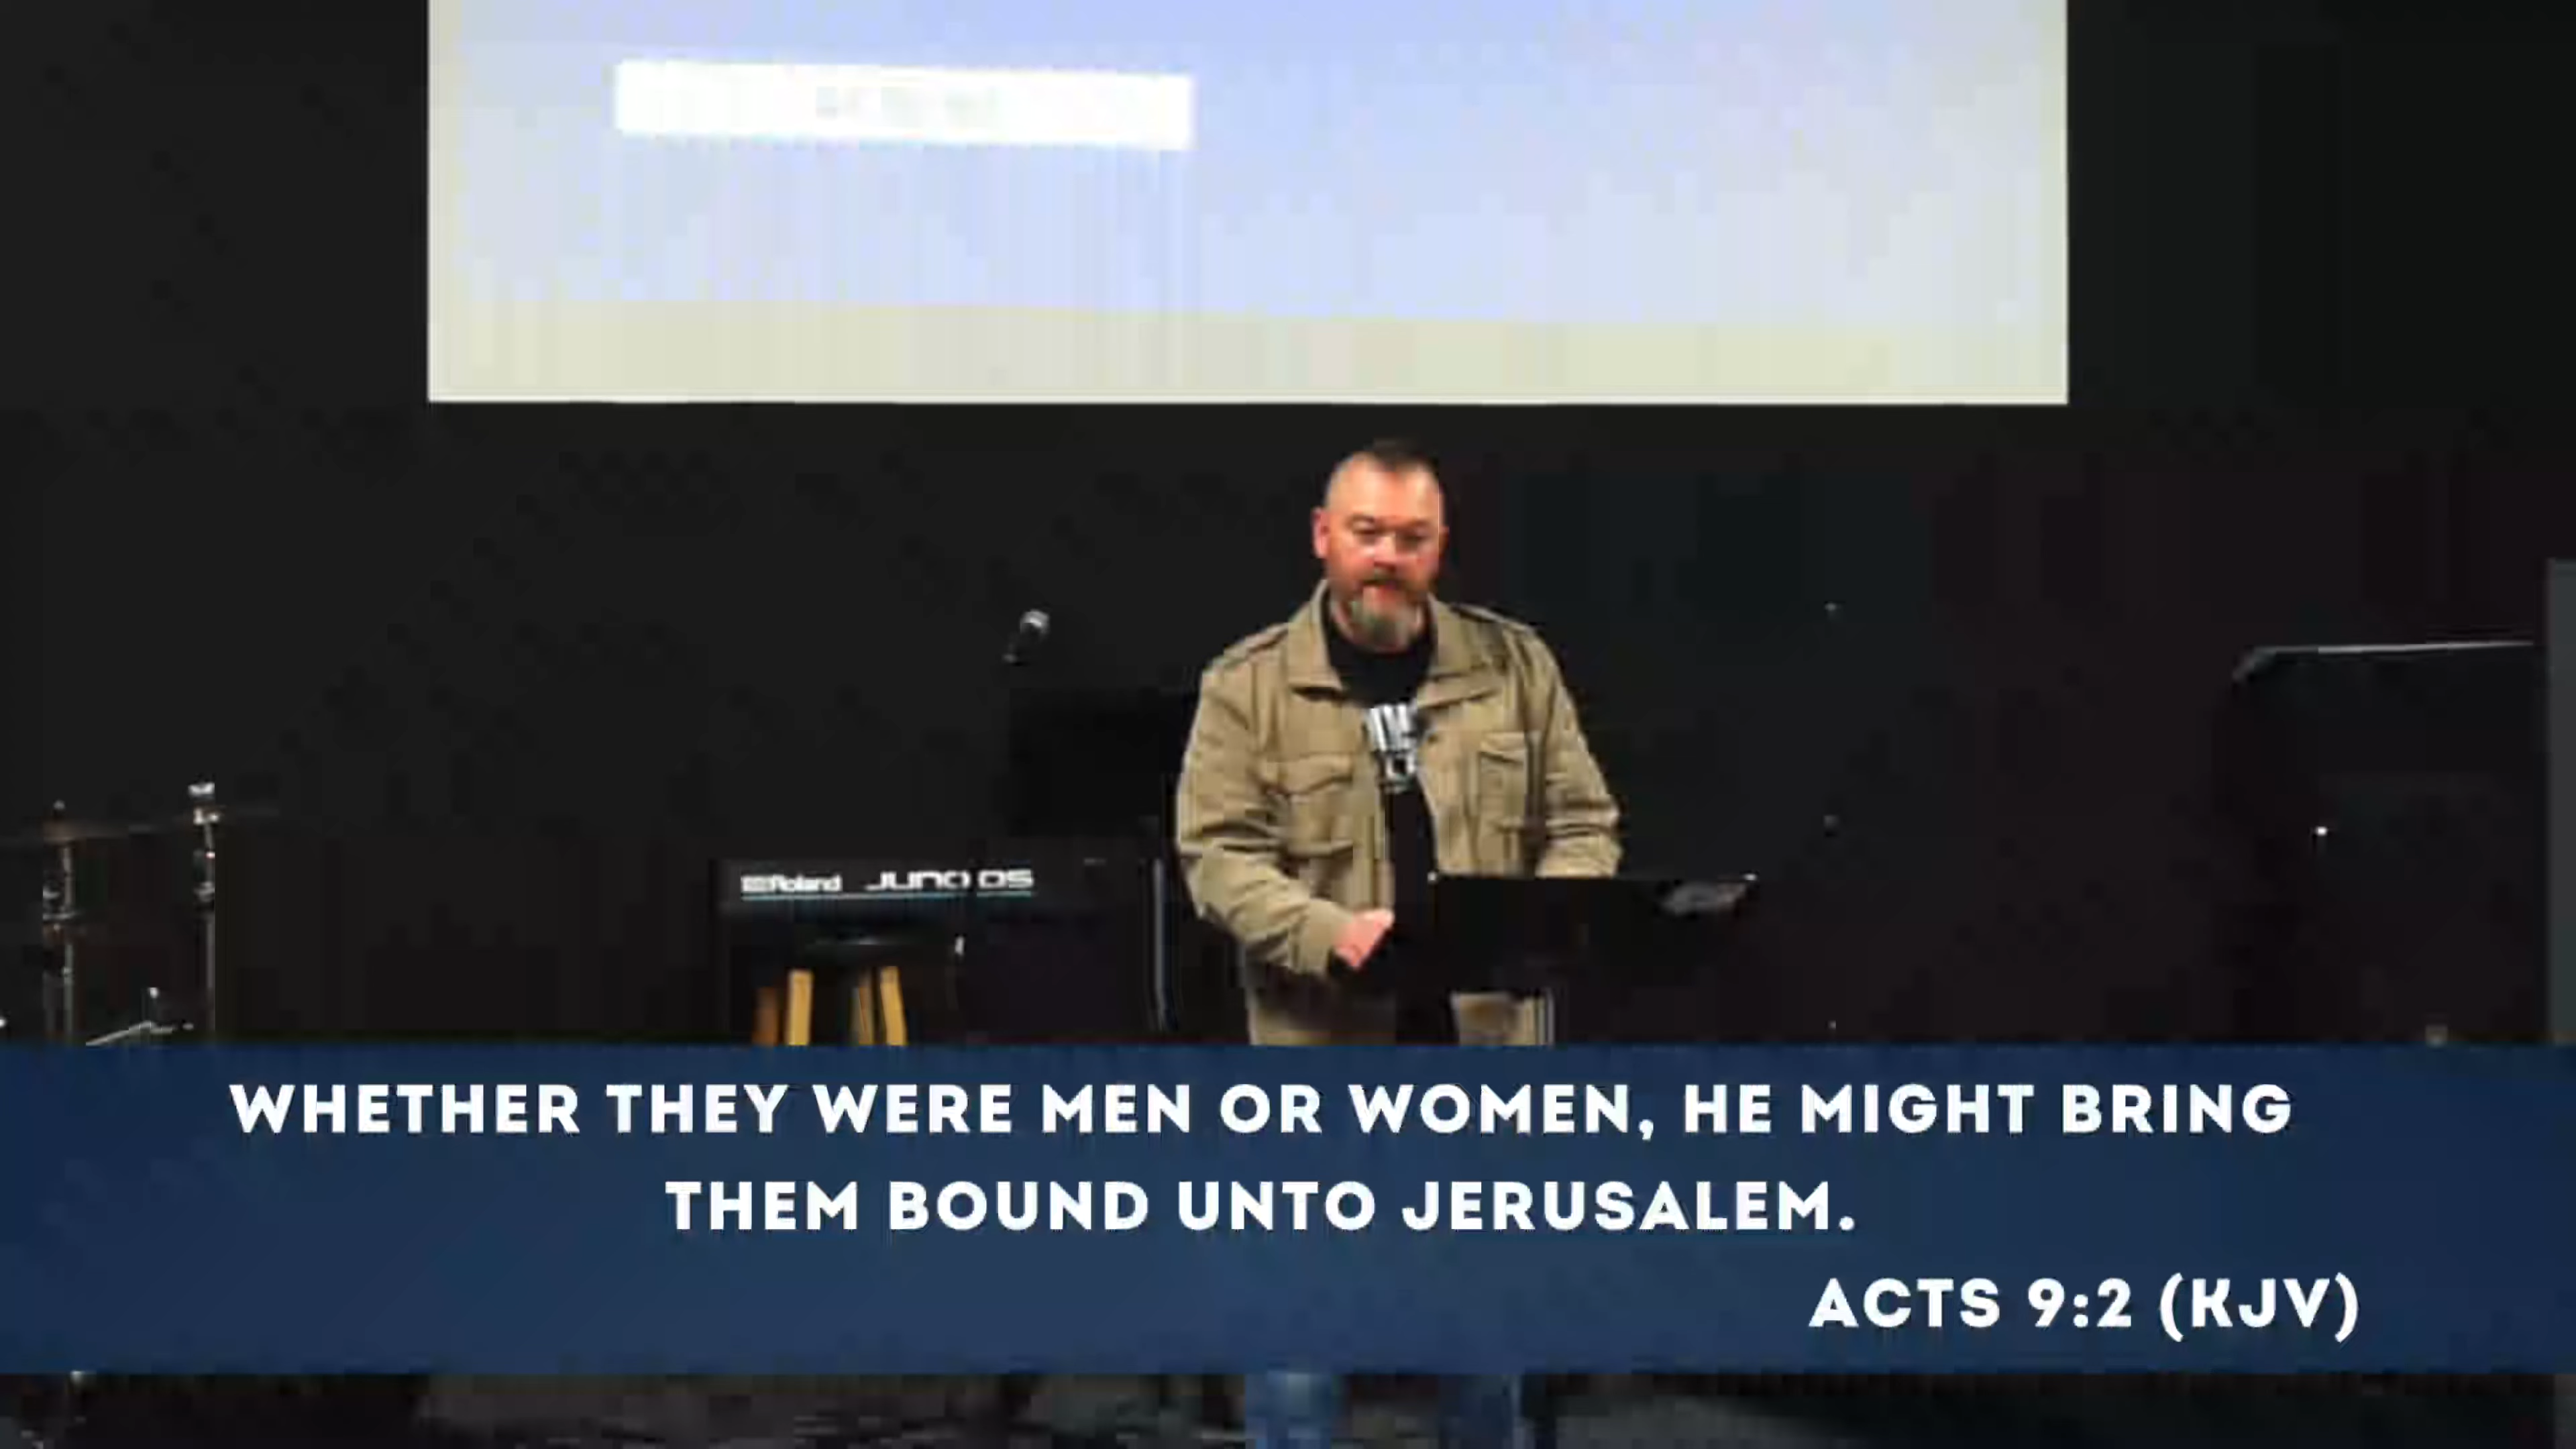 Roland JUNO DS
WHETHER THEY WERE MEN OR WOMEN, HE MIGHT BRING
THEM BOUND UNTO JERUSALEM.
ACTS 9:2 (KJV)